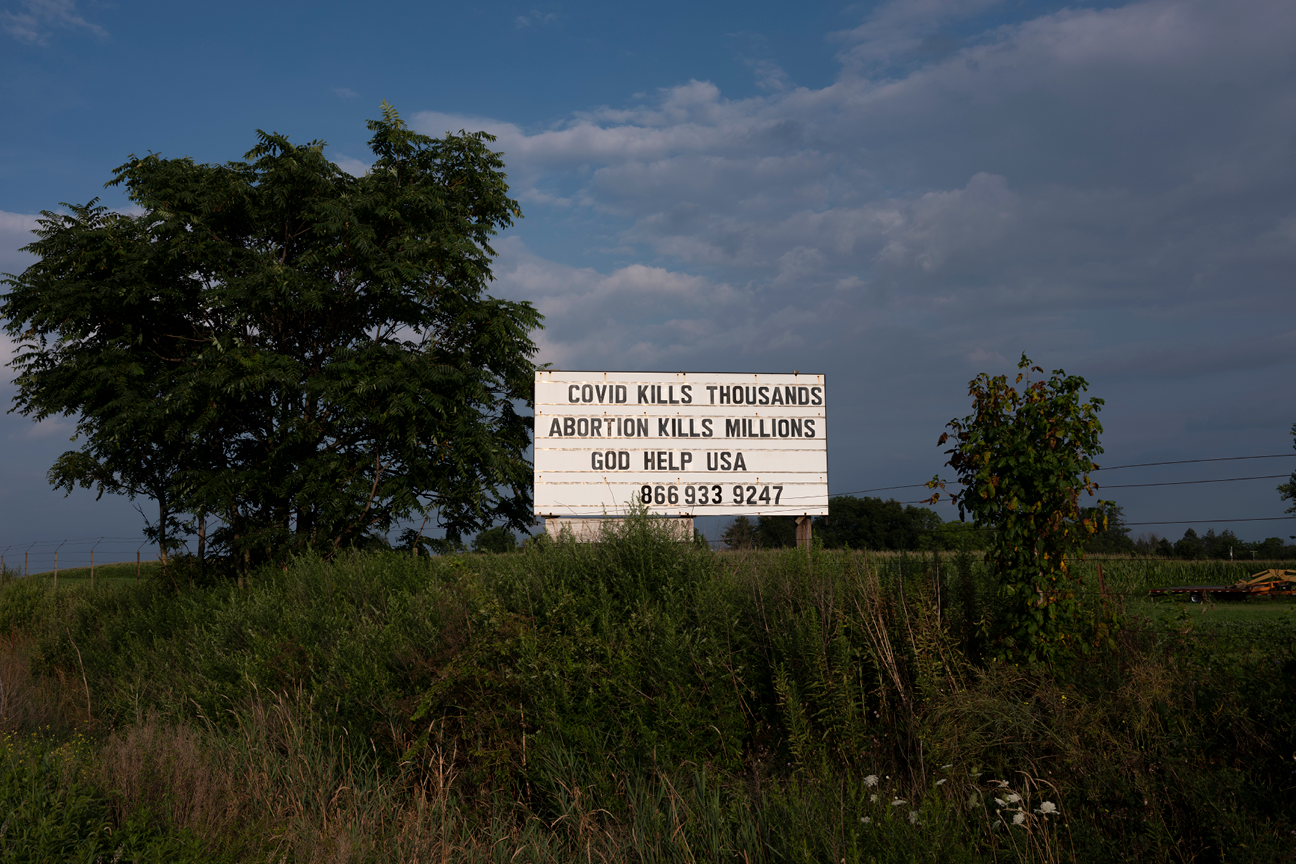 COVID KILLS THOUSANDS
ABORTION KILLS MILLIONS
GOD HELP USA
866 933 9247